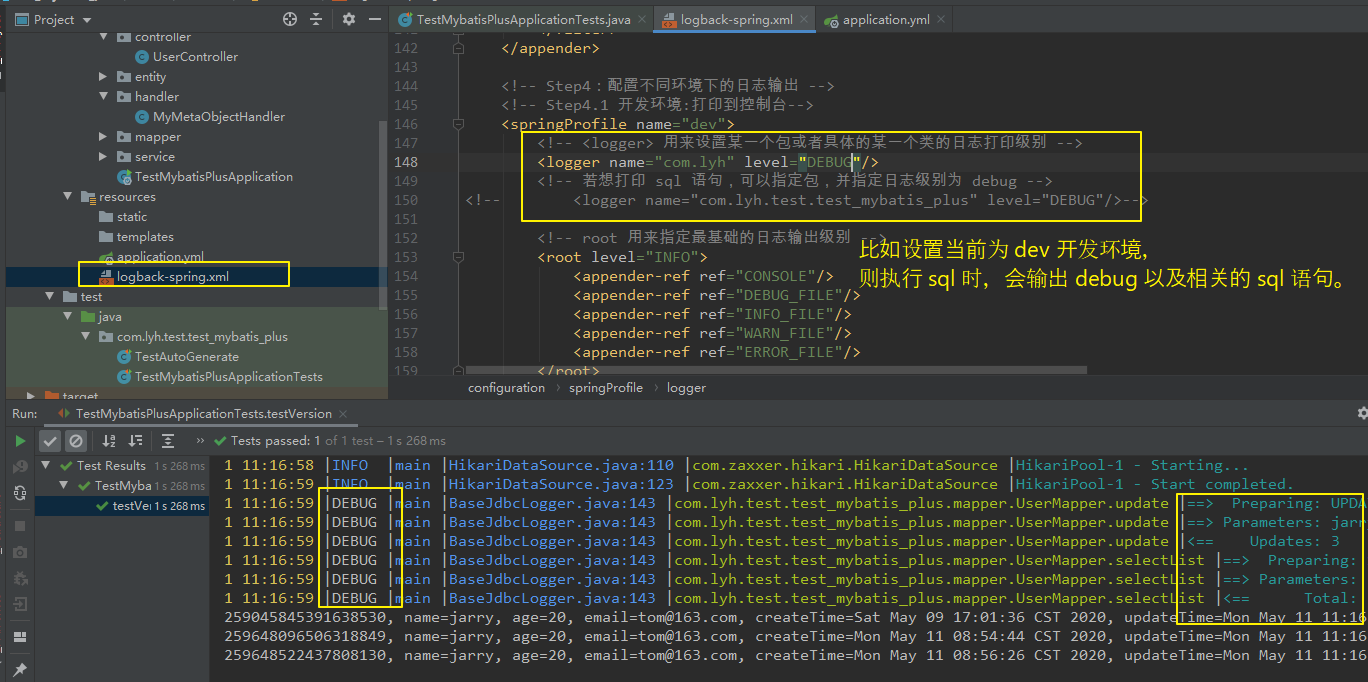 Project
TestMybatisPlusApplicationTests.java
logback-spring.xml
application.yml
controller
UserController
entity
handler
MyMetaObjectHandler
mapper
service
TestMybatisPlusApplication
resources
static
templates
application.yml
logback-spring.xml
test
java
com.lyh.test.test_mybatis_plus
TestAutoGenerate
TestMybatisPlusApplicationTests
target
142 </appender>
143
144 <!-- Step4：配置不同环境下的日志输出 -->
145 <!-- Step4.1 开发环境:打印到控制台-->
146 <springProfile name="dev">
147 <!-- <logger> 用来设置某一个包或者具体的某一个类的日志打印级别 -->
148 <logger name="com.lyh" level="DEBUG"/>
149 <!-- 若想打印 sql 语句，可以指定包，并指定日志级别为 debug -->
150 <!-- <logger name="com.lyh.test.test_mybatis_plus" level="DEBUG"/>-->
151
152 <!-- root 用来指定最基础的日志输出级别 -->
153 <root level="INFO">
154 <appender-ref ref="CONSOLE"/>
155 <appender-ref ref="DEBUG_FILE"/>
156 <appender-ref ref="INFO_FILE"/>
157 <appender-ref ref="WARN_FILE"/>
158 <appender-ref ref="ERROR_FILE"/>
159 </root>
比如设置当前为 dev 开发环境,
则执行 sql 时，会输出 debug 以及相关的 sql 语句。
configuration › springProfile › logger
Run: TestMybatisPlusApplicationTests.testVersion
Tests passed: 1 of 1 test – 1 s 268 ms
Test Results 1 s 268 ms
TestMyba 1 s 268 ms
testVer 1 s 268 ms
1 11:16:58 |INFO |main |HikariDataSource.java:110 |com.zaxxer.hikari.HikariDataSource |HikariPool-1 - Starting...
1 11:16:59 |INFO |main |HikariDataSource.java:123 |com.zaxxer.hikari.HikariDataSource |HikariPool-1 - Start completed.
1 11:16:59 |DEBUG |main |BaseJdbcLogger.java:143 |com.lyh.test.test_mybatis_plus.mapper.UserMapper.update |==> Preparing: UPDA
1 11:16:59 |DEBUG |main |BaseJdbcLogger.java:143 |com.lyh.test.test_mybatis_plus.mapper.UserMapper.update |==> Parameters: jarr
1 11:16:59 |DEBUG |main |BaseJdbcLogger.java:143 |com.lyh.test.test_mybatis_plus.mapper.UserMapper.update |<== Updates: 3
1 11:16:59 |DEBUG |main |BaseJdbcLogger.java:143 |com.lyh.test.test_mybatis_plus.mapper.UserMapper.selectList |==> Preparing:
1 11:16:59 |DEBUG |main |BaseJdbcLogger.java:143 |com.lyh.test.test_mybatis_plus.mapper.UserMapper.selectList |==> Parameters:
1 11:16:59 |DEBUG |main |BaseJdbcLogger.java:143 |com.lyh.test.test_mybatis_plus.mapper.UserMapper.selectList |<== Total:
259045845391638530, name=jarry, age=20, email=tom@163.com, createTime=Sat May 09 17:01:36 CST 2020, updateTime=Mon May 11 11:16
259648096506318849, name=jarry, age=20, email=tom@163.com, createTime=Mon May 11 08:54:44 CST 2020, updateTime=Mon May 11 11:16
259648522437808130, name=jarry, age=20, email=tom@163.com, createTime=Mon May 11 08:56:26 CST 2020, updateTime=Mon May 11 11:16